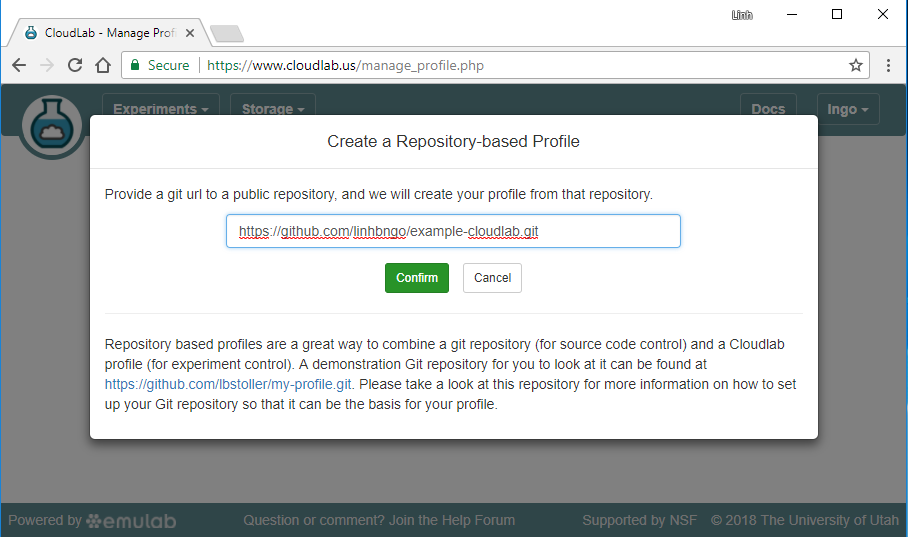 Linh
CloudLab - Manage Prof
Secure https://www.cloudlab.us/manage_profile.php
Experiments Storage Docs Ingo
Create a Repository-based Profile
Provide a git url to a public repository, and we will create your profile from that repository.
https://github.com/linhbngo/example-cloudlab.git
Confirm Cancel
Repository based profiles are a great way to combine a git repository (for source code control) and a Cloudlab
profile (for experiment control). A demonstration Git repository for you to look at it can be found at
https://github.com/lbstoller/my-profile.git. Please take a look at this repository for more information on how to set
up your Git repository so that it can be the basis for your profile.
Powered by emulab Question or comment? Join the Help Forum Supported by NSF © 2018 The University of Utah